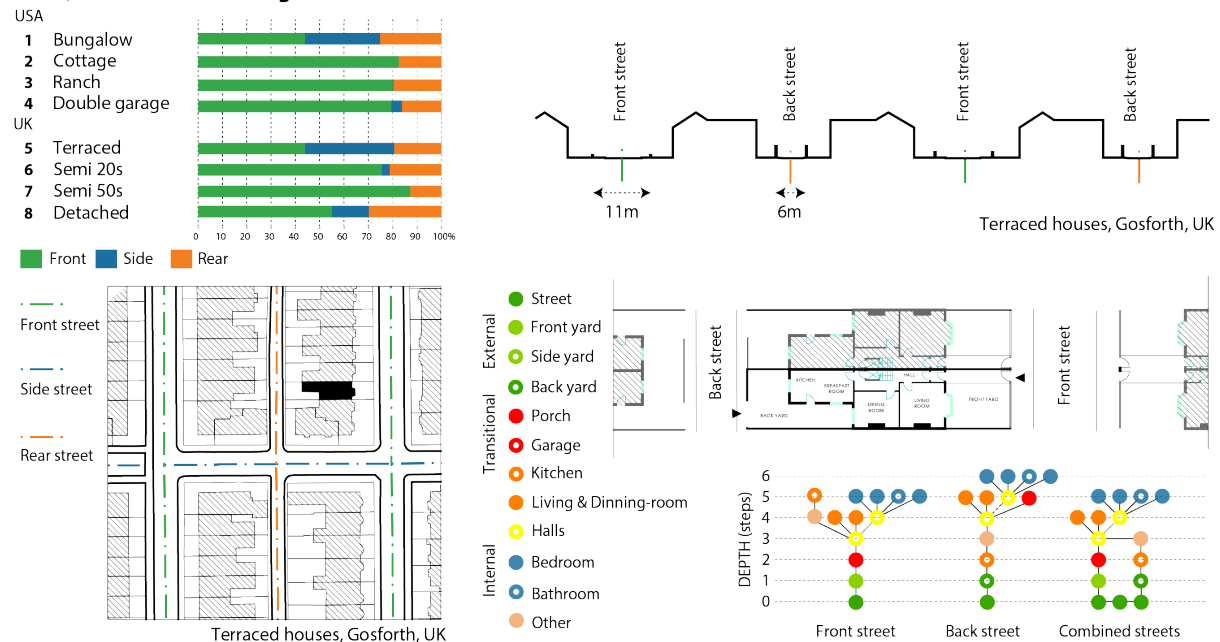 USA
1 Bungalow
2 Cottage
3 Ranch
4 Double garage
UK
5 Terraced
6 Semi 20s
7 Semi 50s
8 Detached
0 10 20 30 40 50 60 70 80 90 100%
Front Side Rear
Front street
Back street
Front street
Back street
11m
6m
Terraced houses, Gosforth, UK
Front street
Side street
Rear street
Terraced houses, Gosforth, UK
External
Transitional
Internal
Street
Front yard
Side yard
Back yard
Porch
Garage
Kitchen
Living & Dinning-room
Halls
Bedroom
Bathroom
Other
Back street
Front street
KITCHEN
BREAKFAST
ROOM
HALL
DINING
ROOM
LIVING
ROOM
FRONT YARD
BACK YARD
DEPTH (steps)
6
5
4
3
2
1
0
Front street
Back street
Combined streets